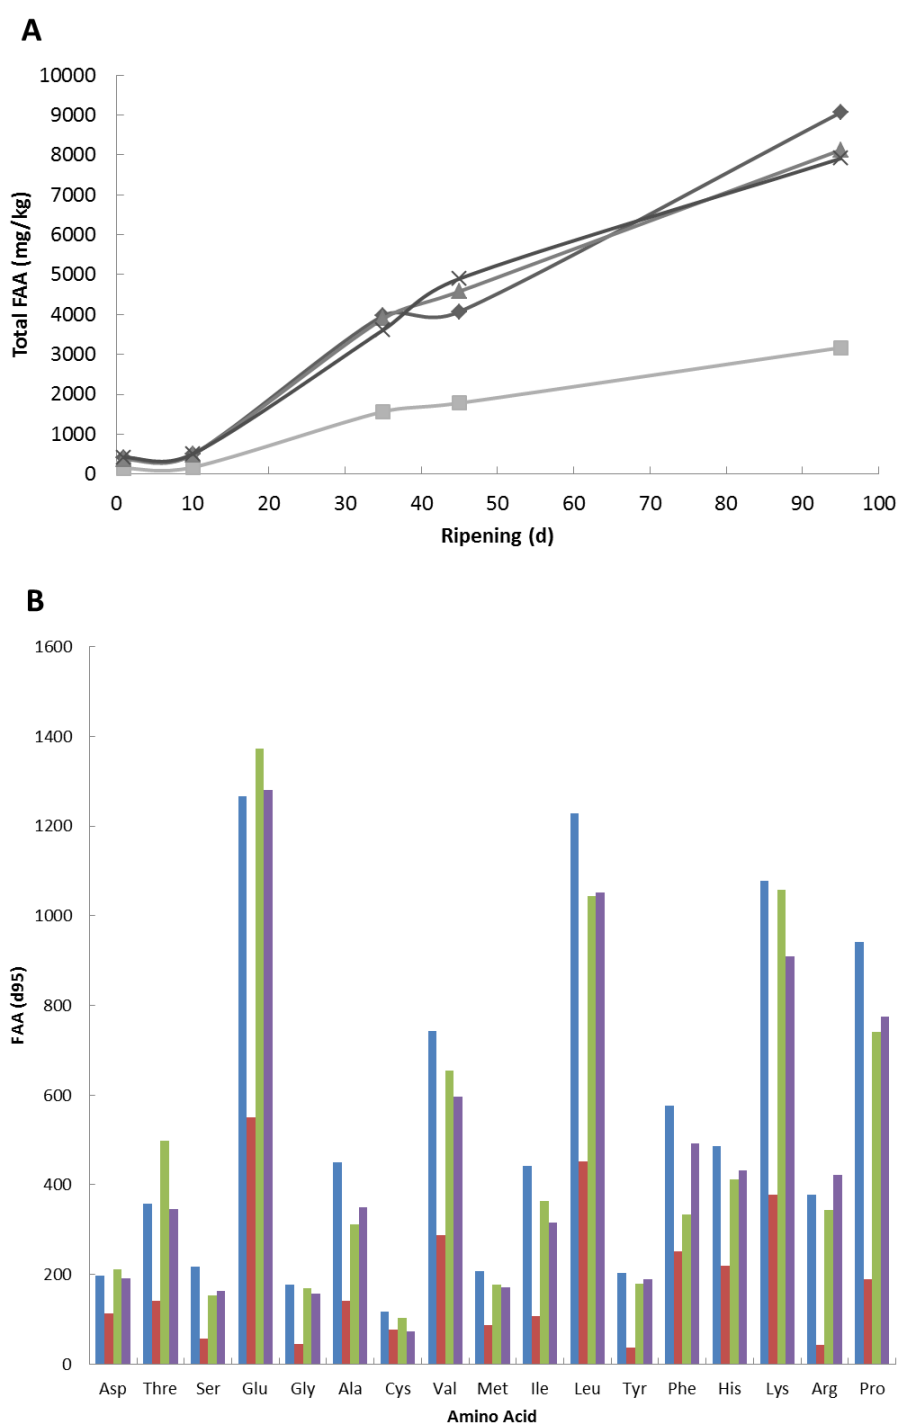 A
10000
9000
8000
7000
6000
5000
4000
3000
2000
1000
0
Total FAA (mg/kg)
0 10 20 30 40 50 60 70 80 90 100
Ripening (d)
B
1600
1400
1200
1000
800
600
400
200
0
FAA (d95)
Asp Thre Ser Glu Gly Ala Cys Val Met Ile Leu Tyr Phe His Lys Arg Pro
Amino Acid